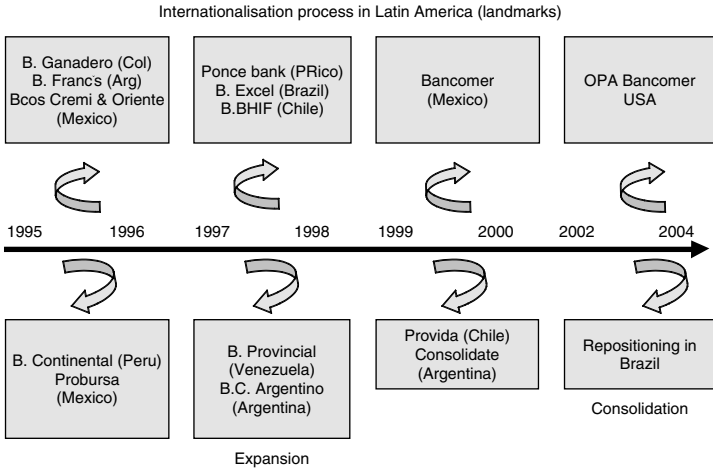 Internationalisation process in Latin America (landmarks)
B. Ganadero (Col)
B. Franc's (Arg)
Bcos Cremi & Oriente
(Mexico)
Ponce bank (PRico)
B. Excel (Brazil)
B.BHIF (Chile)
Bancomer
(Mexico)
OPA Bancomer
USA
1995
1996
1997
1998
1999
2000
2002
2004
B. Continental (Peru)
Probursa
(Mexico)
B. Provincial
(Venezuela)
B.C. Argentino
(Argentina)
Provida (Chile)
Consolidate
(Argentina)
Repositioning in
Brazil
Consolidation
Expansion